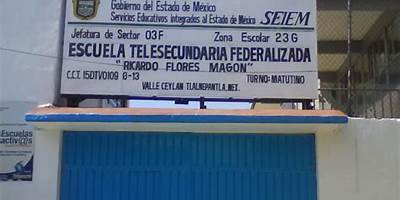 Gobierno del Estado de México
Servicios Educativos Integrados al Estado de México SEIEM
Jefatura de Sector 03F Zona Escolar 23G
ESCUELA TELESECUNDARIA FEDERALIZADA
"RICARDO FLORES MAGON"
C.C.T. 15DTV0109 0-13 TURNO: MATUTINO
VALLE CEYLAN TLALNEPANTLA, MEX.
Escuelas